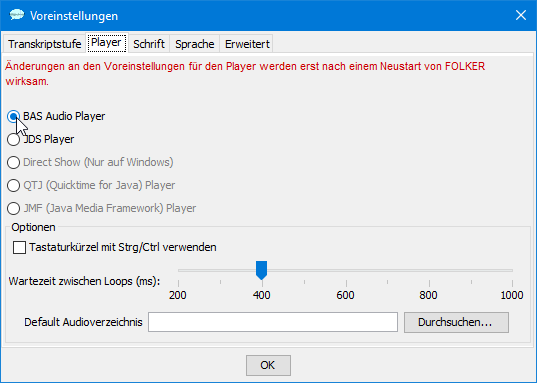 Voreinstellungen
Transkriptstufe Player Schrift Sprache Erweitert
Änderungen an den Voreinstellungen für den Player werden erst nach einem Neustart von FOLKER
wirksam.
BAS Audio Player
JDS Player
Direct Show (Nur auf Windows)
QTJ (Quicktime for Java) Player
JMF (Java Media Framework) Player
Optionen
Tastaturkürzel mit Strg/Ctrl verwenden
Wartezeit zwischen Loops (ms):
200 400 600 800 1000
Default Audioverzeichnis Durchsuchen...
OK